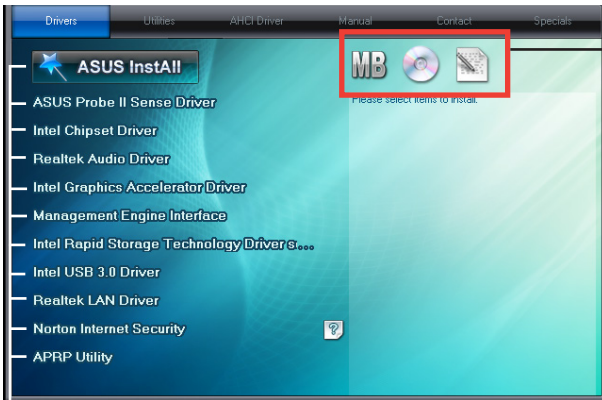 Drivers Utilities AHCI Driver Manual Contact Specials
ASUS InstAll
MB
Please select items to install.
ASUS Probe II Sense Driver
Intel Chipset Driver
Realtek Audio Driver
Intel Graphics Accelerator Driver
Management Engine Interface
Intel Rapid Storage Technology Driver s...
Intel USB 3.0 Driver
Realtek LAN Driver
Norton Internet Security
?
APRP Utility